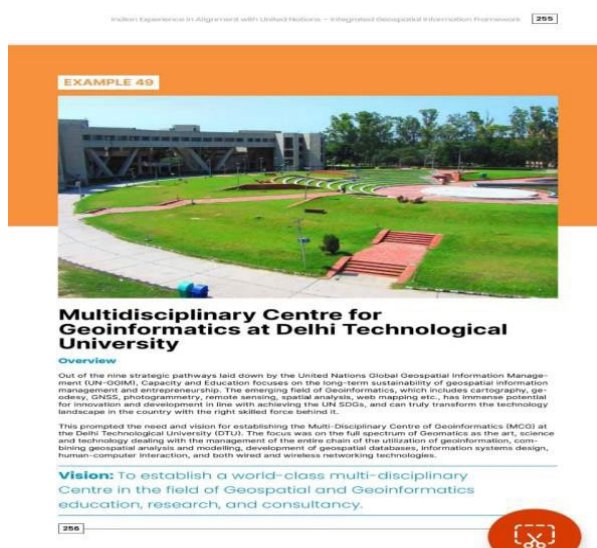 Indian Experience in Alignment with United Nations – Integrated Geospatial Information Framework 255
EXAMPLE 49
Multidisciplinary Centre for
Geoinformatics at Delhi Technological
University
Overview
Out of the nine strategic pathways laid down by the United Nations Global Geospatial Information Manage-
ment (UN-GGIM), Capacity and Education focuses on the long-term sustainability of geospatial information
management and entrepreneurship. The emerging field of Geoinformatics, which includes cartography, ge-
odesy, GNSS, photogrammetry, remote sensing, spatial analysis, web mapping etc., has immense potential
for innovation and development in line with achieving the UN SDGs, and can truly transform the technology
landscape in the country with the right skilled force behind it.
This prompted the need and vision for establishing the Multi-Disciplinary Centre of Geoinformatics (MCG) at
the Delhi Technological University (DTU). The focus was on the full spectrum of Geomatics as the art, science
and technology dealing with the management of the entire chain of the utilization of geoinformation, com-
bining geospatial analysis and modelling, development of geospatial databases, information systems design,
human-computer interaction, and both wired and wireless networking technologies.
Vision: To establish a world-class multi-disciplinary
Centre in the field of Geospatial and Geoinformatics
education, research, and consultancy.
256